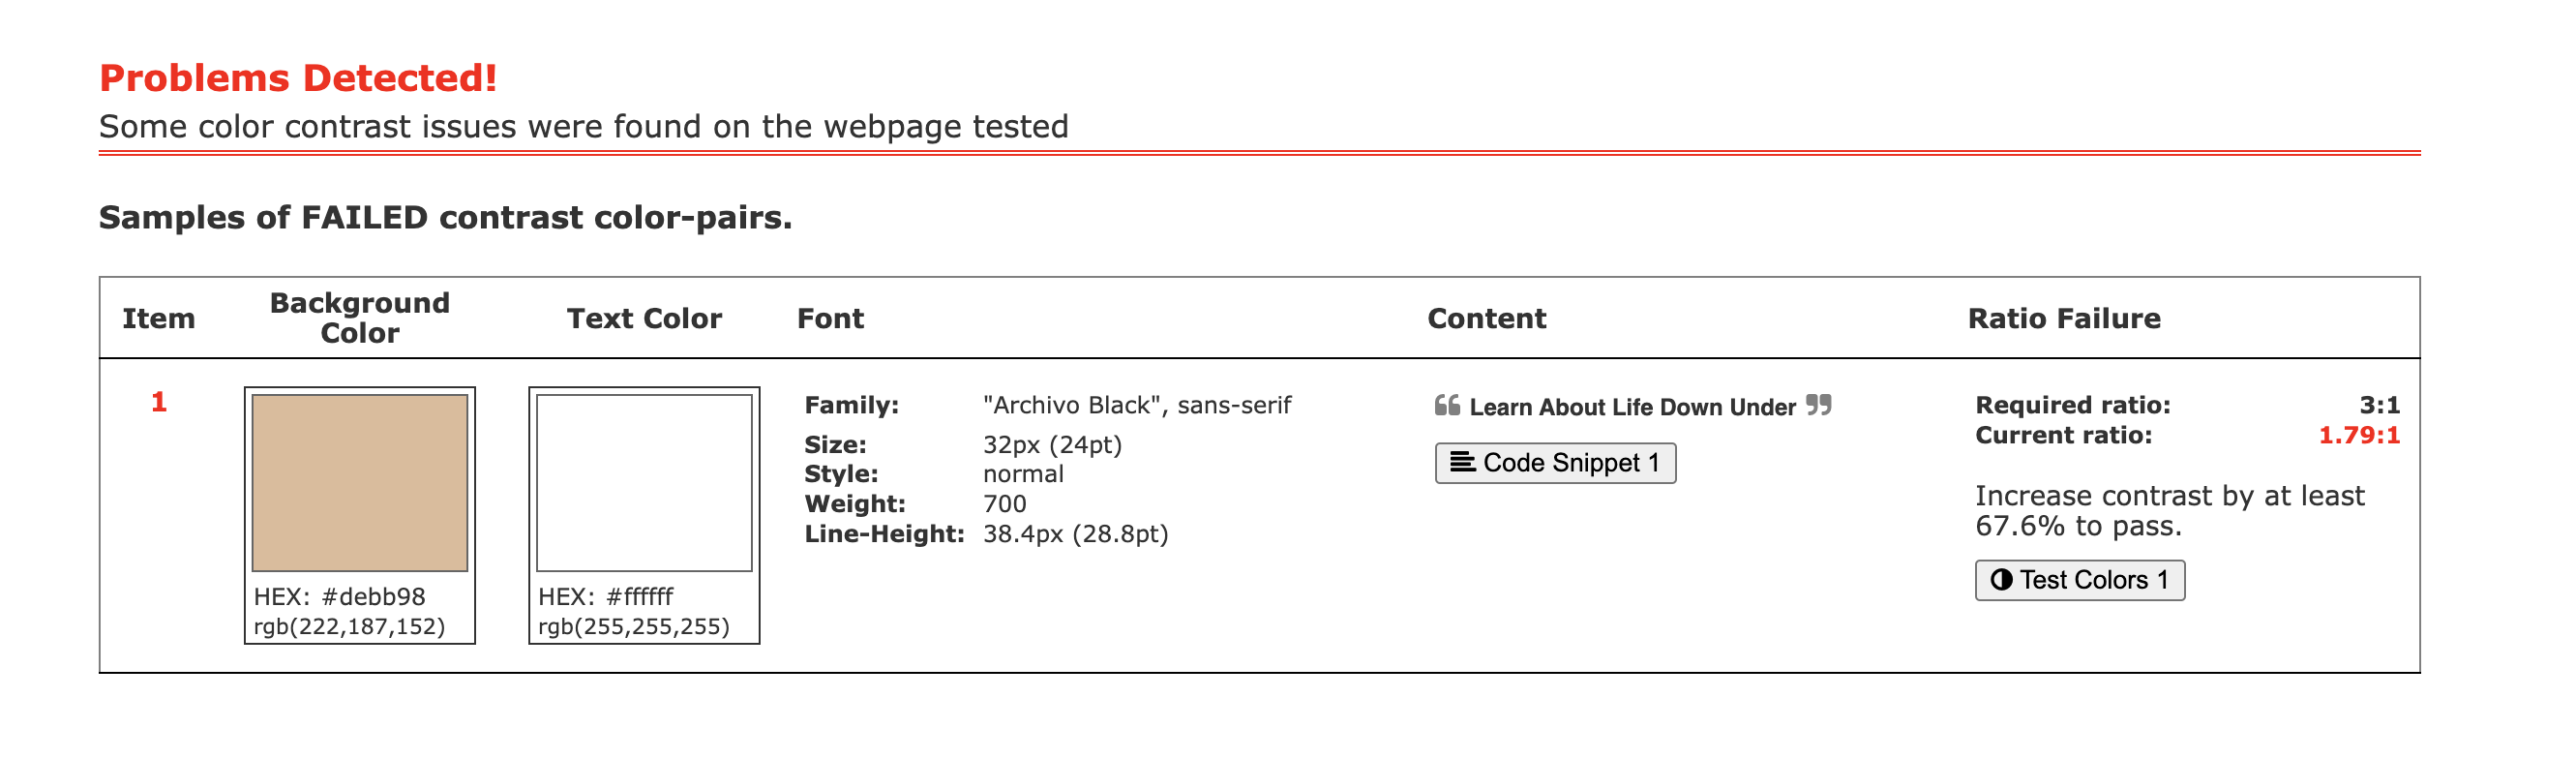 Problems Detected!
Some color contrast issues were found on the webpage tested
Samples of FAILED contrast color-pairs.
Item
Background
Color
Text Color
Font
Content
Ratio Failure
1
HEX: #debb98
rgb(222,187,152)
HEX: #ffffff
rgb(255,255,255)
Family: "Archivo Black", sans-serif
Size: 32px (24pt)
Style: normal
Weight: 700
Line-Height: 38.4px (28.8pt)
❝ Learn About Life Down Under ❞
Code Snippet 1
Required ratio: 3:1
Current ratio: 1.79:1
Increase contrast by at least
67.6% to pass.
Test Colors 1